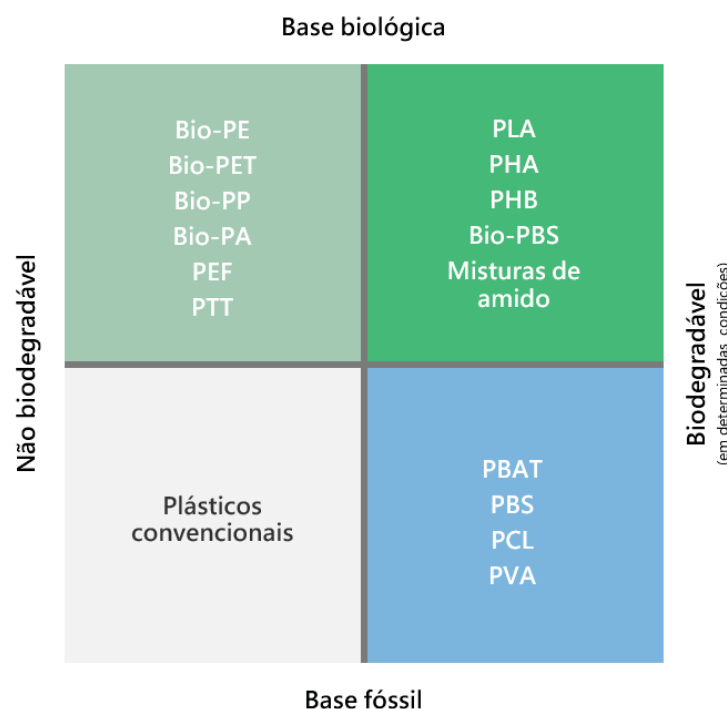 Base biológica
Bio-PE
Bio-PET
Bio-PP
Bio-PA
PEF
PTT
PLA
PHA
PHB
Bio-PBS
Misturas de
amido
Não biodegradável
Biodegradável
(em determinadas condições)
Plásticos
convencionais
PBAT
PBS
PCL
PVA
Base fóssil